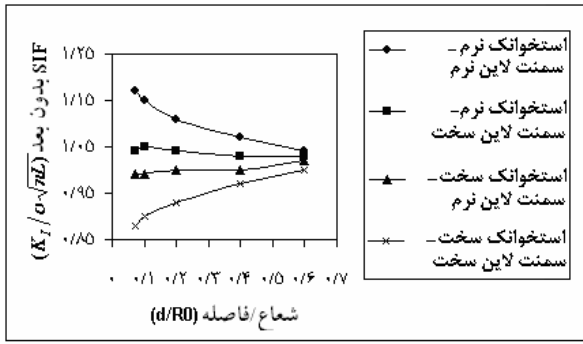 ۱/۲۵
۱/۱۵
۱/۰۵
۰/۹۵
۰/۸۵
SIF بدون بعد (K_I/σ√πL)
۰ ۰/۱ ۰/۲ ۰/۳ ۰/۴ ۰/۵ ۰/۶ ۰/۷
شعاع/فاصله (d/R0)
استخوانک نرم-
سمنت لاین نرم
استخوانک نرم-
سمنت لاین سخت
استخوانک سخت-
سمنت لاین نرم
استخوانک سخت-
سمنت لاین سخت